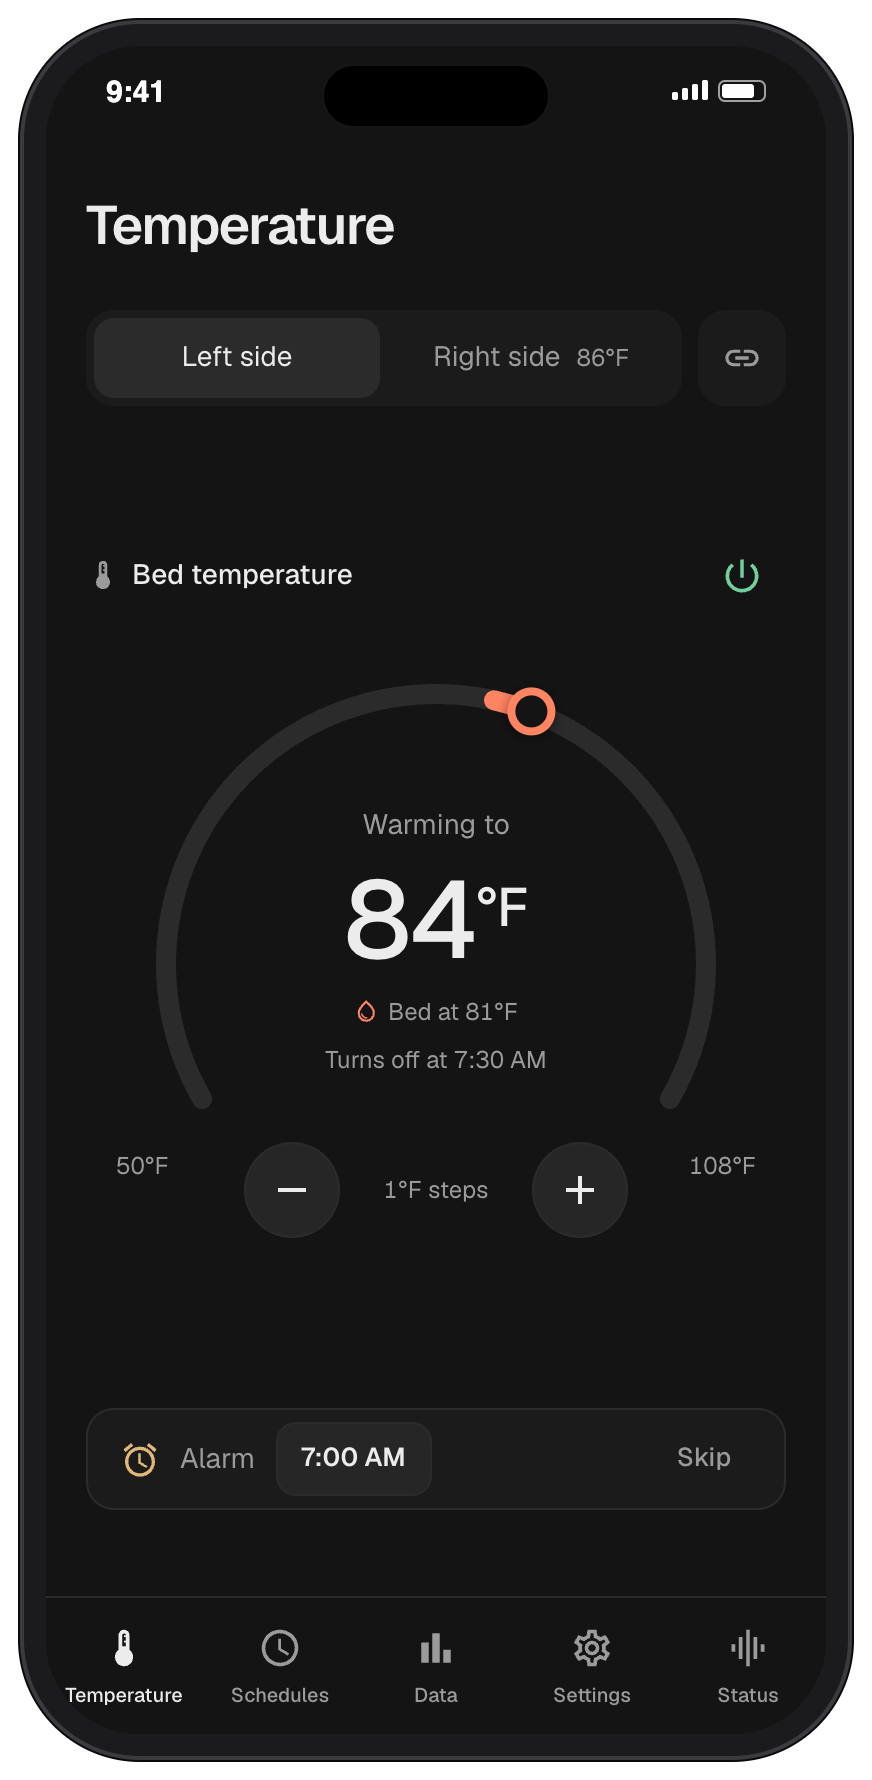 9:41
Temperature
Left side
Right side 86°F
Bed temperature
Warming to
84°F
Bed at 81°F
Turns off at 7:30 AM
50°F
1°F steps
108°F
Alarm 7:00 AM Skip
Temperature Schedules Data Settings Status